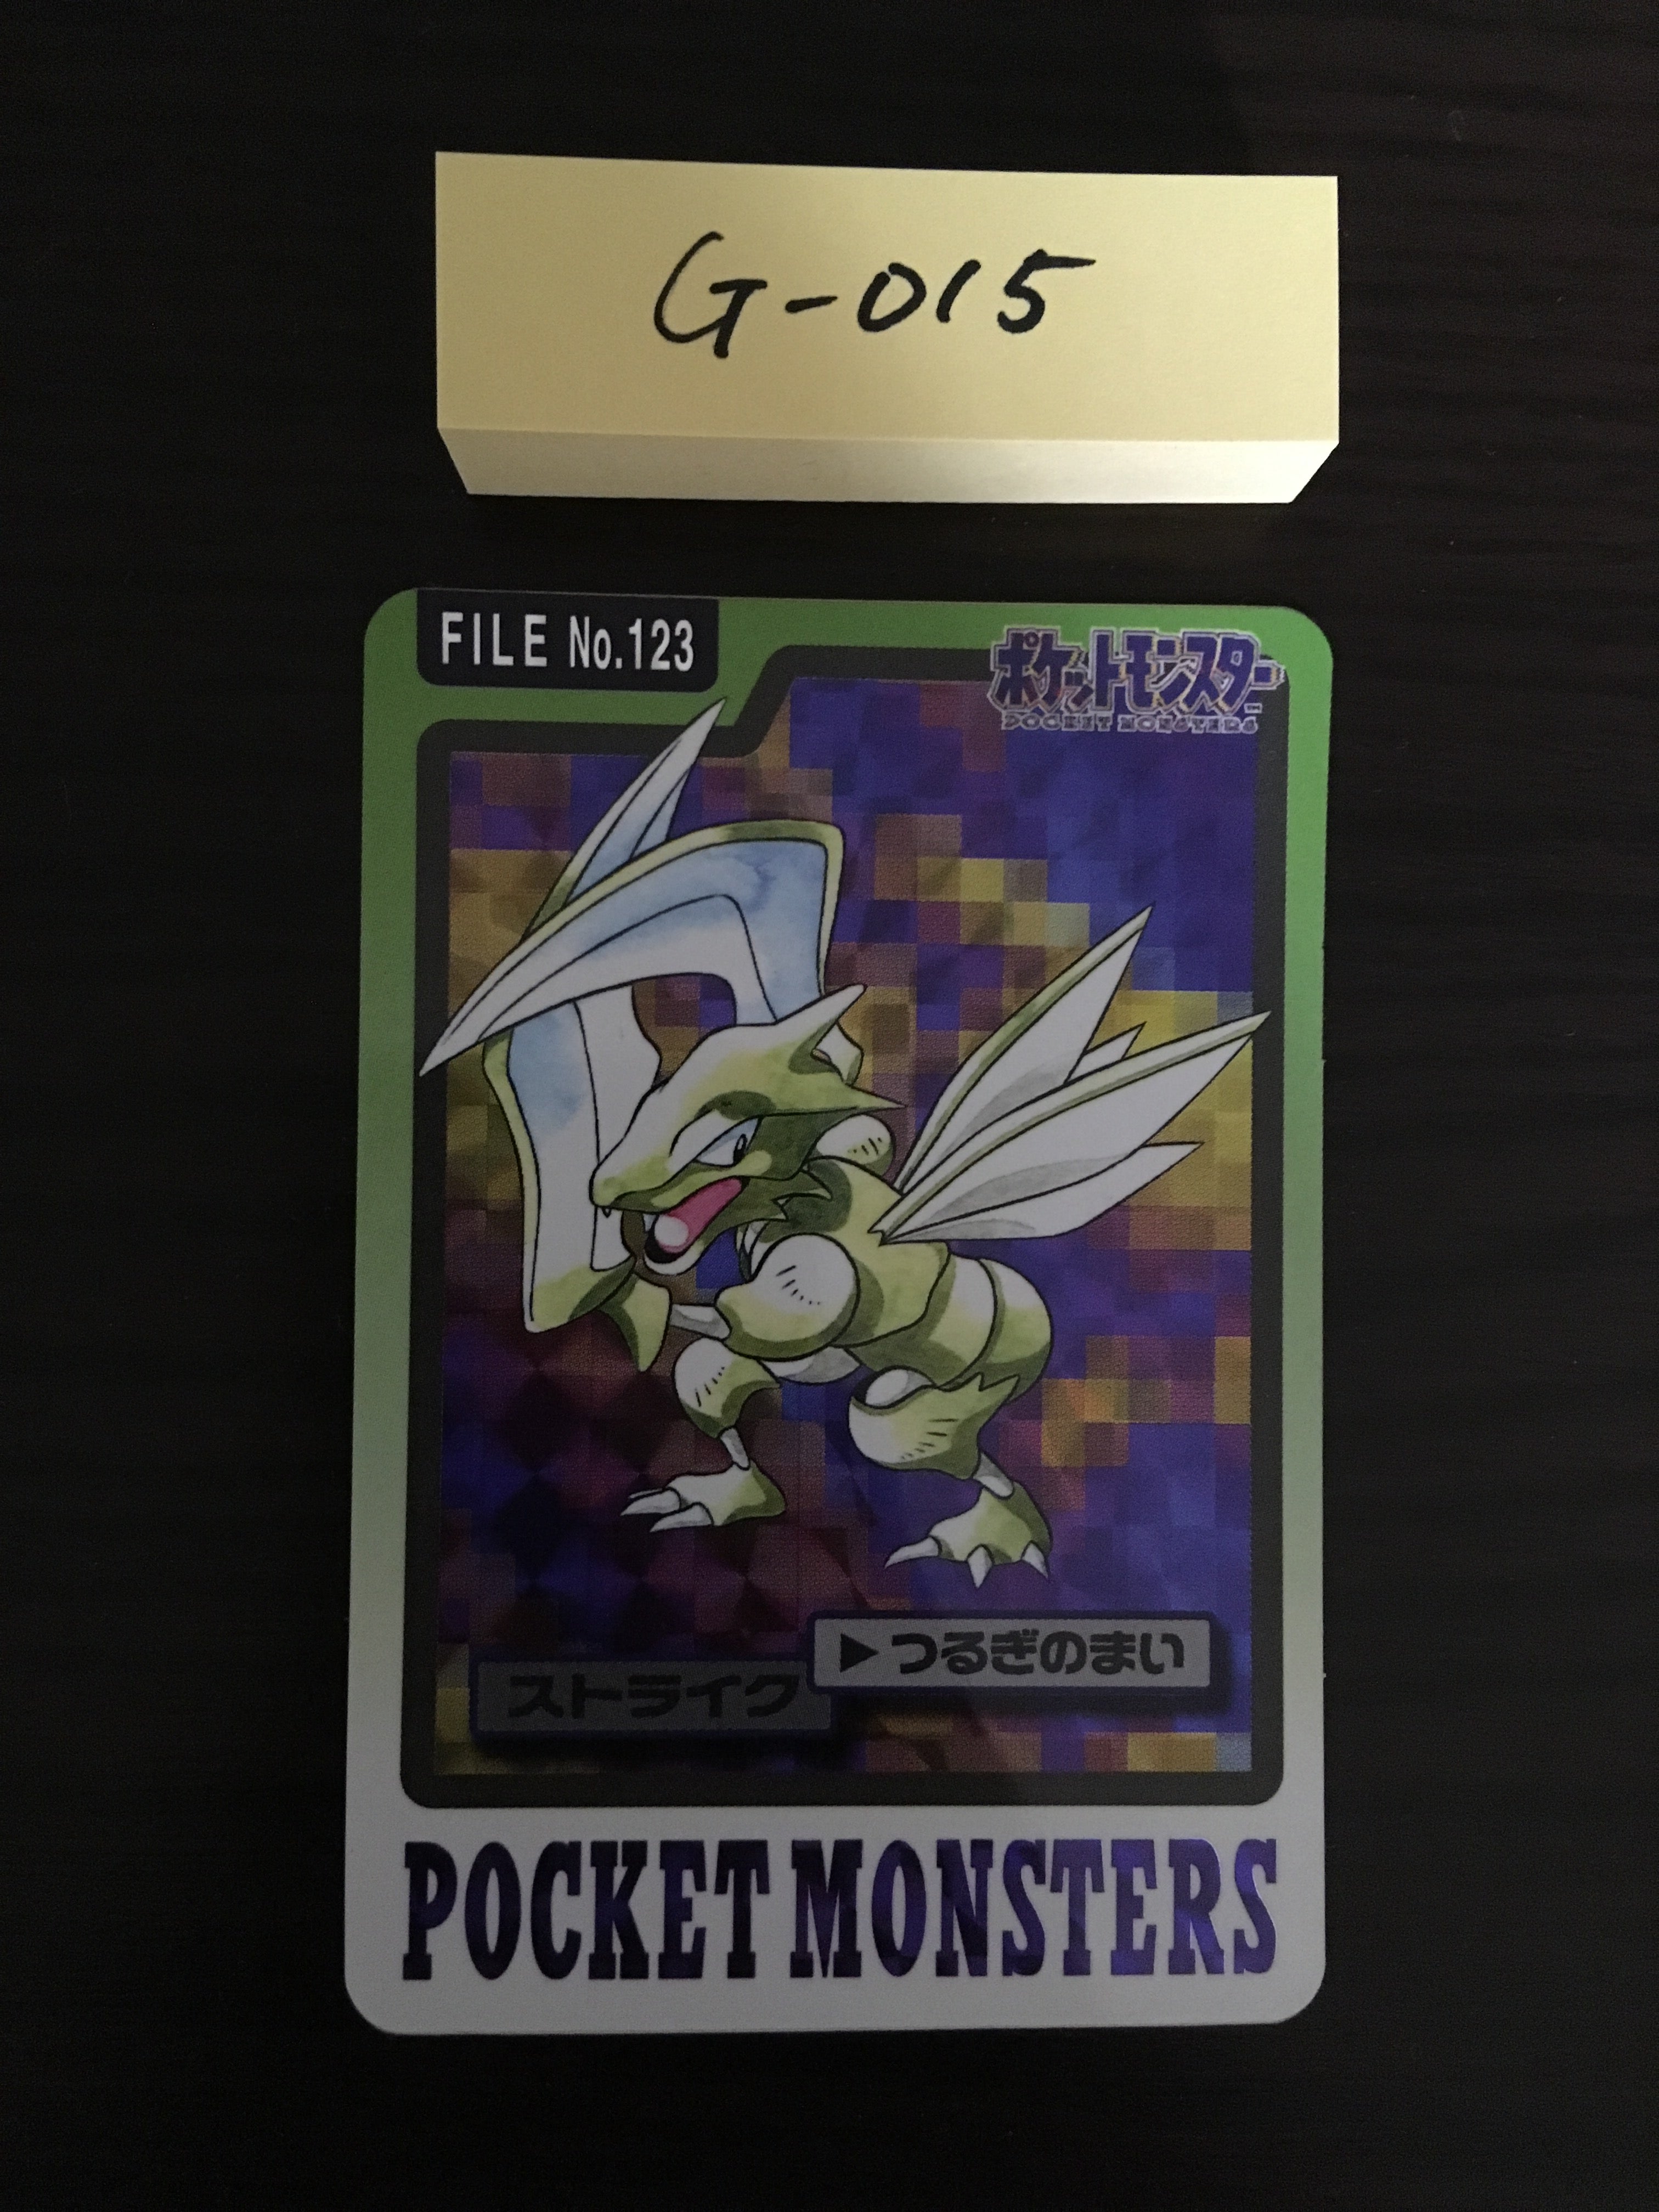 G-015
FILE No.123
ポケットモンスター
POCKET MONSTERS
▶つるぎのまい
ストライク
POCKET MONSTERS